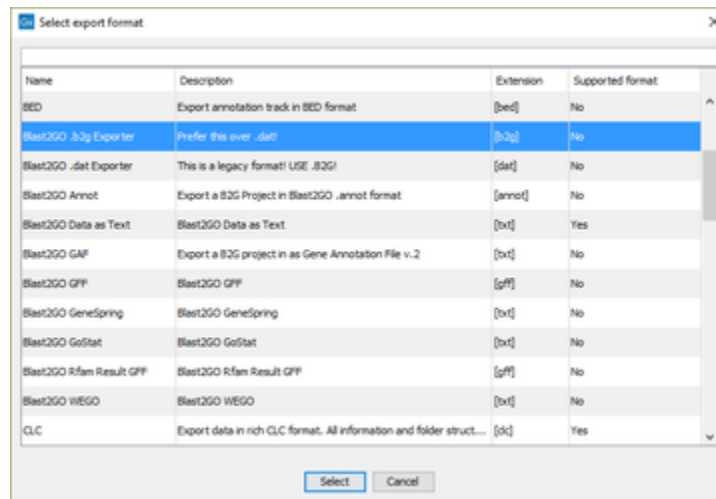 Gx Select export format
Name Description Extension Supported format
BED Export annotation track in BED format [bed] No
Blast2GO .b2g Exporter Prefer this over .dat! [b2g] No
Blast2GO .dat Exporter This is a legacy format! USE .B2G! [dat] No
Blast2GO Annot Export a B2G Project in Blast2GO .annot format [annot] No
Blast2GO Data as Text Blast2GO Data as Text [txt] Yes
Blast2GO GAF Export a B2G project in as Gene Annotation File v.2 [txt] No
Blast2GO GFF Blast2GO GFF [gff] No
Blast2GO GeneSpring Blast2GO GeneSpring [txt] No
Blast2GO GoStat Blast2GO GoStat [txt] No
Blast2GO Rfam Result GFF Blast2GO Rfam Result GFF [gff] No
Blast2GO WEGO Blast2GO WEGO [txt] No
CLC Export data in rich CLC format. All information and folder struct.... [clc] Yes
Select Cancel